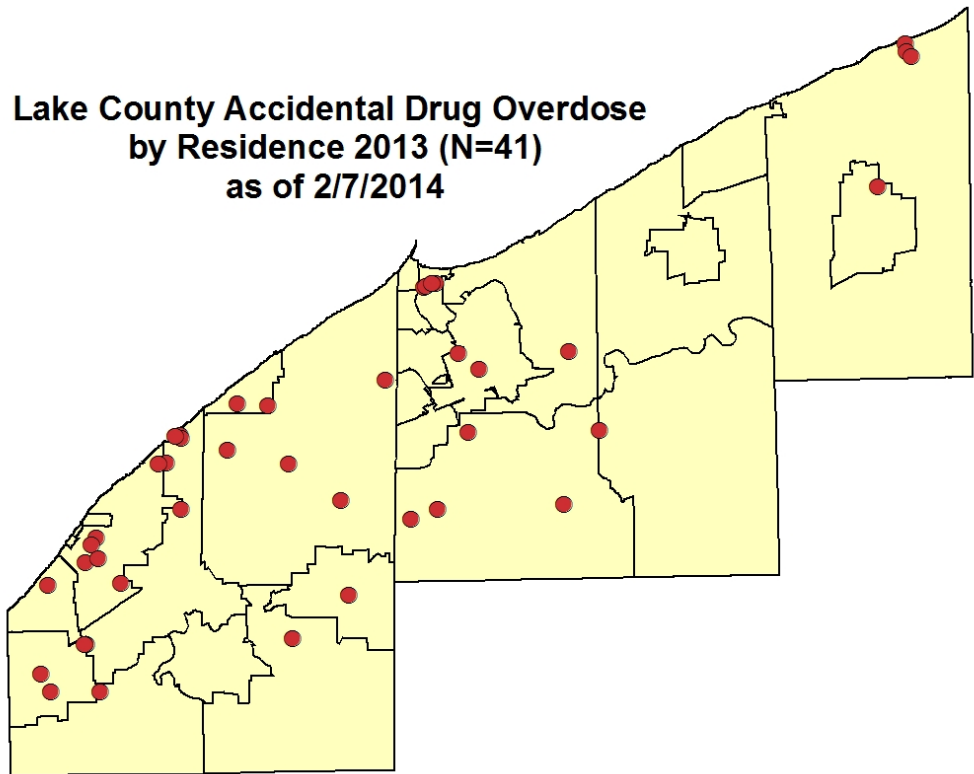 Lake County Accidental Drug Overdose
by Residence 2013 (N=41)
as of 2/7/2014